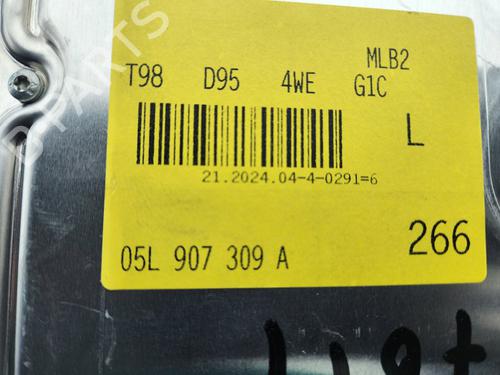 MLB2
T98 D95 4WE G1C
L
21.2024.04-4-0291=6
05L 907 309 A
266